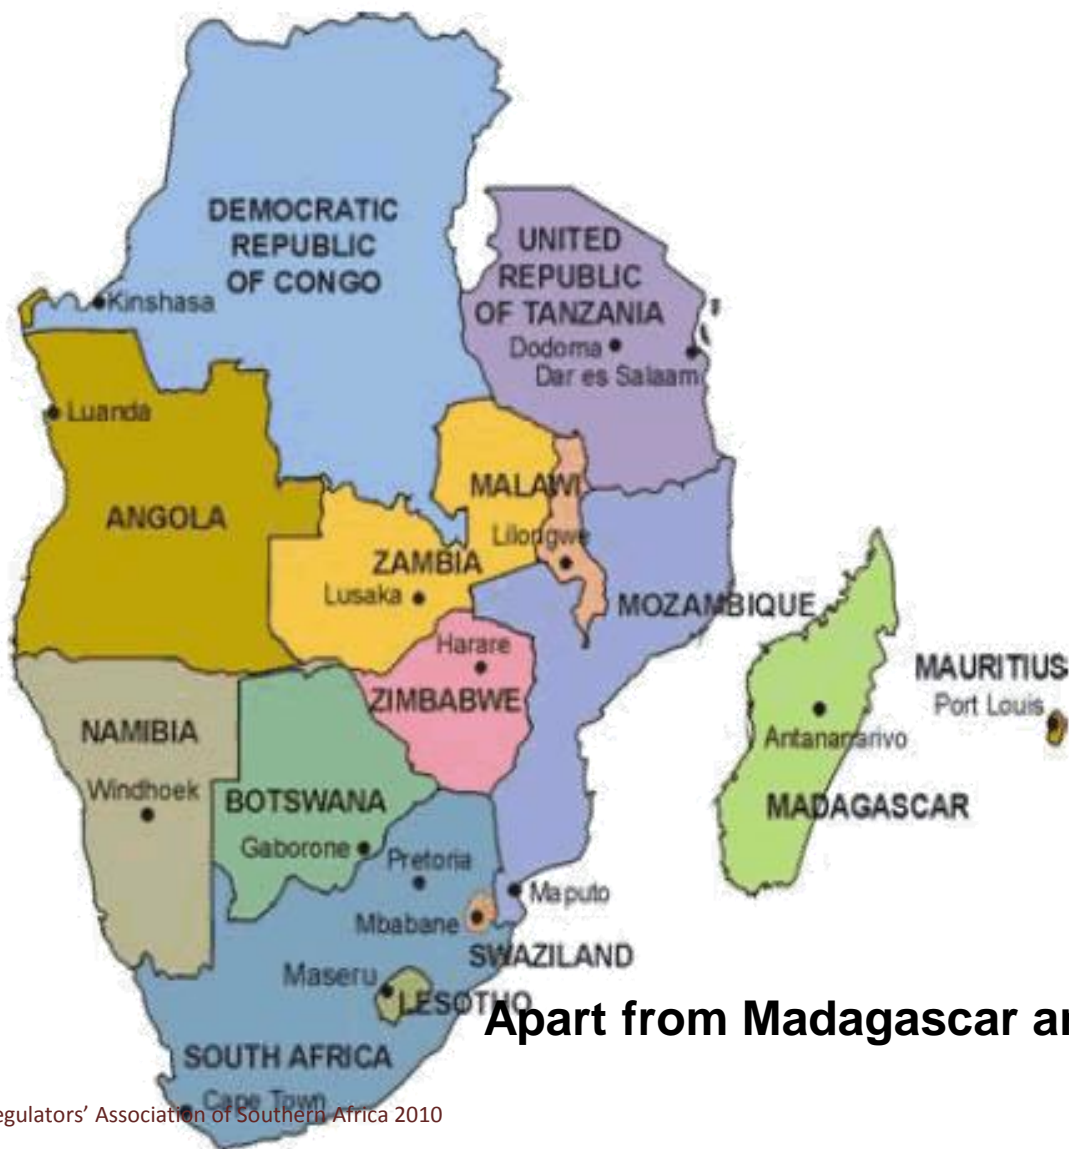 DEMOCRATIC
REPUBLIC
OF CONGO
Kinshasa
UNITED
REPUBLIC
OF TANZANIA
Dodoma
Dar es Salaam
Luanda
ANGOLA
MALAWI
Lilongwe
ZAMBIA
Lusaka
MOZAMBIQUE
Harare
ZIMBABWE
MAURITIUS
Port Louis
Antananarivo
MADAGASCAR
NAMIBIA
Windhoek
BOTSWANA
Gaborone
Pretoria
Maputo
Mbabane
SWAZILAND
Maseru
LESOTHO
Apart from Madagascar
SOUTH AFRICA
Cape Town
Association of Southern Africa 2010